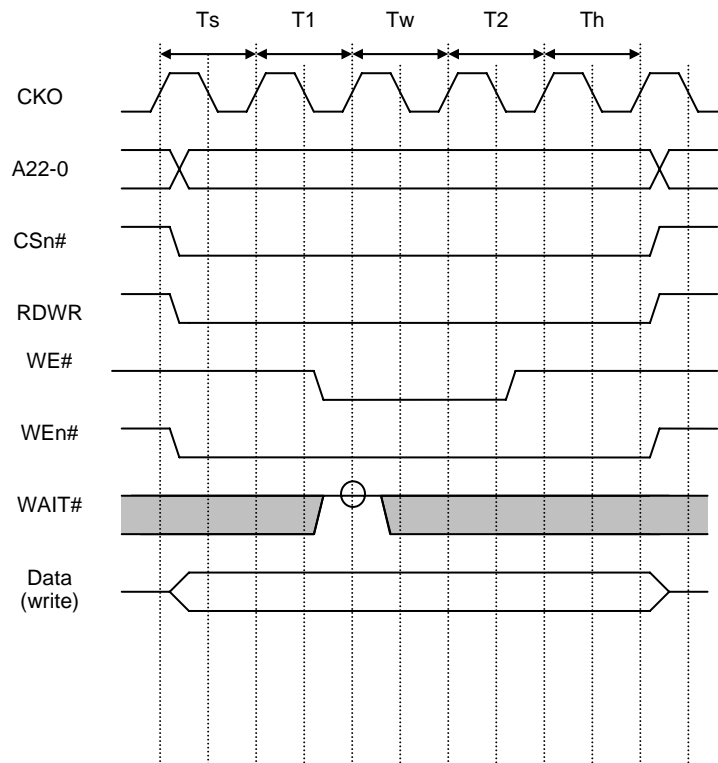 Ts T1 Tw T2 Th
CKO
A22-0
CSn#
RDWR
WE#
WEn#
WAIT#
Data
(write)